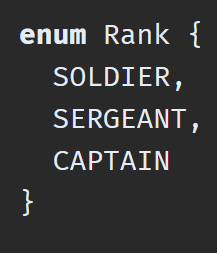 enum Rank {
  SOLDIER,
  SERGEANT,
  CAPTAIN
}